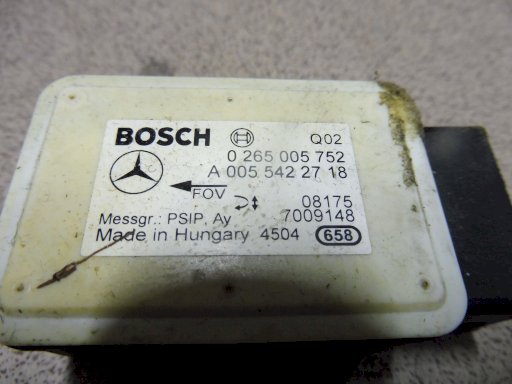 BOSCH Q02
0 265 005 752
A 005 542 27 18
FOV 08175
Messgr.: PSIP, Ay 7009148
Made in Hungary 4504 658